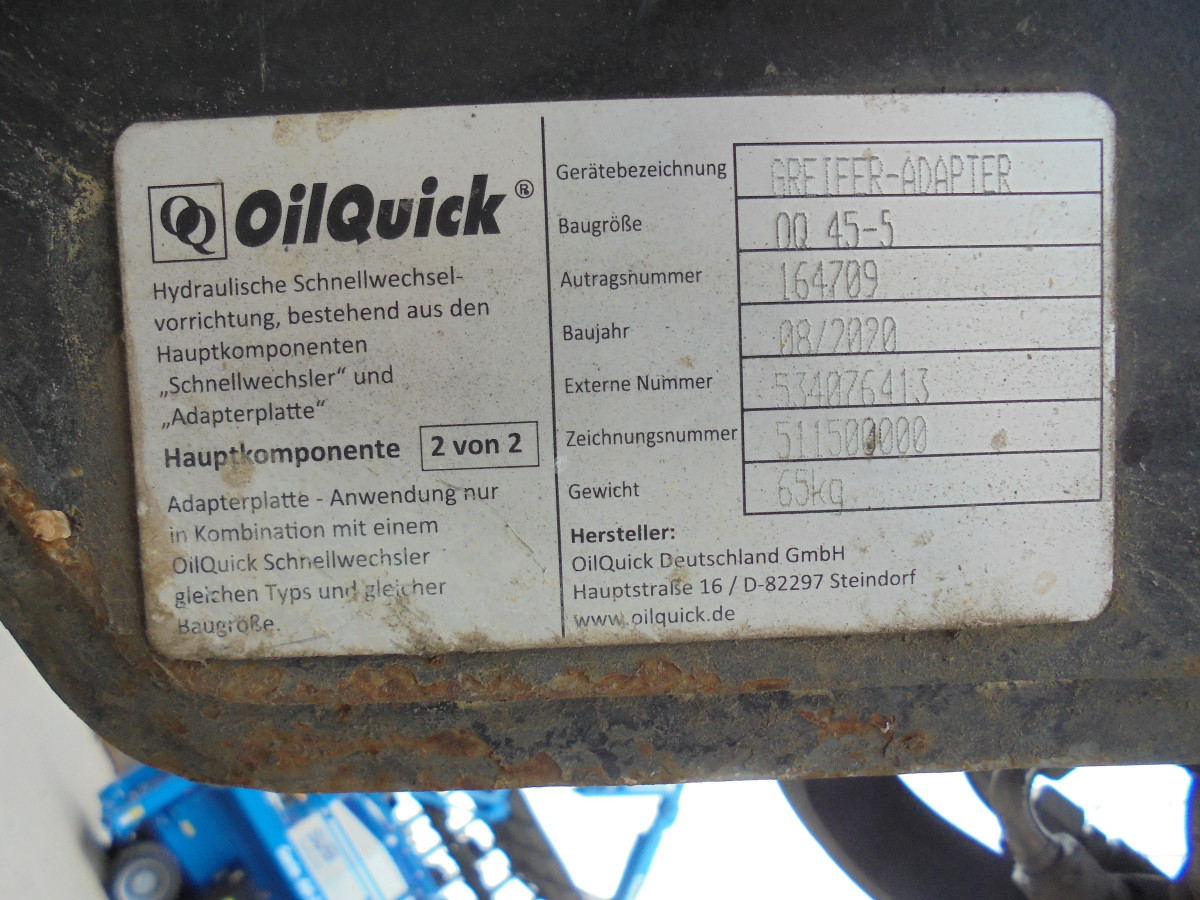 OilQuick®
Hydraulische Schnellwechsel-
vorrichtung, bestehend aus den
Hauptkomponenten
„Schnellwechsler“ und
„Adapterplatte“
Hauptkomponente 2 von 2
Adapterplatte - Anwendung nur
in Kombination mit einem
OilQuick Schnellwechsler
gleichen Typs und gleicher
Baugröße.
Gerätebezeichnung GREIFER-ADAPTER
Baugröße OQ 45-5
Autragsnummer 164709
Baujahr 08/2020
Externe Nummer 534076413
Zeichnungsnummer 511500000
Gewicht 65kg
Hersteller:
OilQuick Deutschland GmbH
Hauptstraße 16 / D-82297 Steindorf
www.oilquick.de